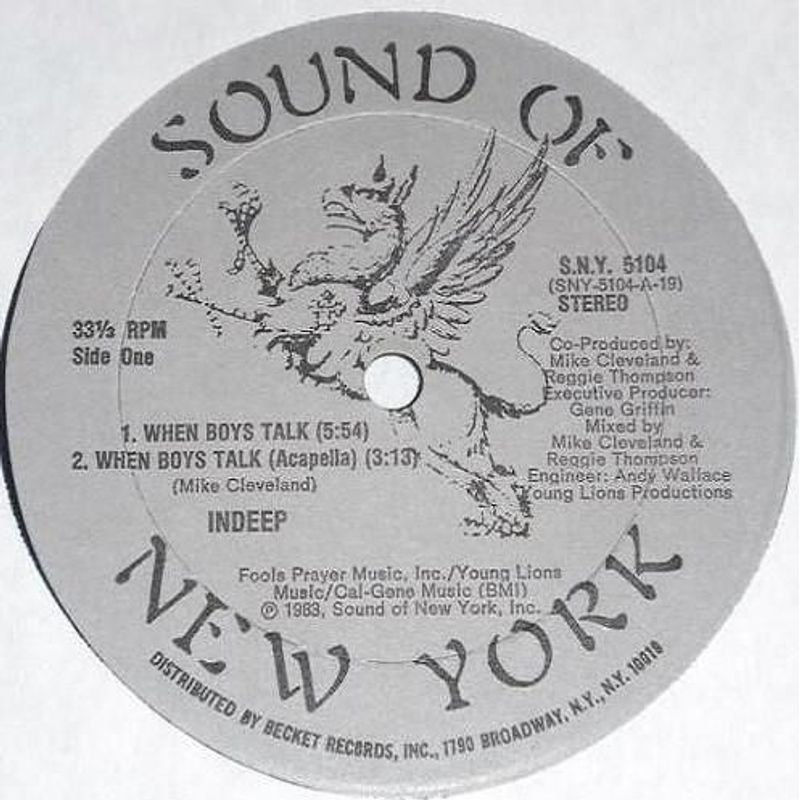 SOUND OF
S.N.Y. 5104
(SNY-5104-A-19)
STEREO
33⅓ RPM
Side One
Co-Produced by:
Mike Cleveland &
Reggie Thompson
Executive Producer:
Gene Griffin
Mixed by
Mike Cleveland &
Reggie Thompson
Engineer: Andy Wallace
Young Lions Productions
1. WHEN BOYS TALK (5:54)
2. WHEN BOYS TALK (Acapella) (3:13)
(Mike Cleveland)
INDEEP
Fools Prayer Music, Inc./Young Lions
Music/Cal-Gene Music (BMI)
℗ 1983, Sound of New York, Inc.
NEW YORK
DISTRIBUTED BY BECKET RECORDS, INC., 1790 BROADWAY, N.Y., N.Y. 10019